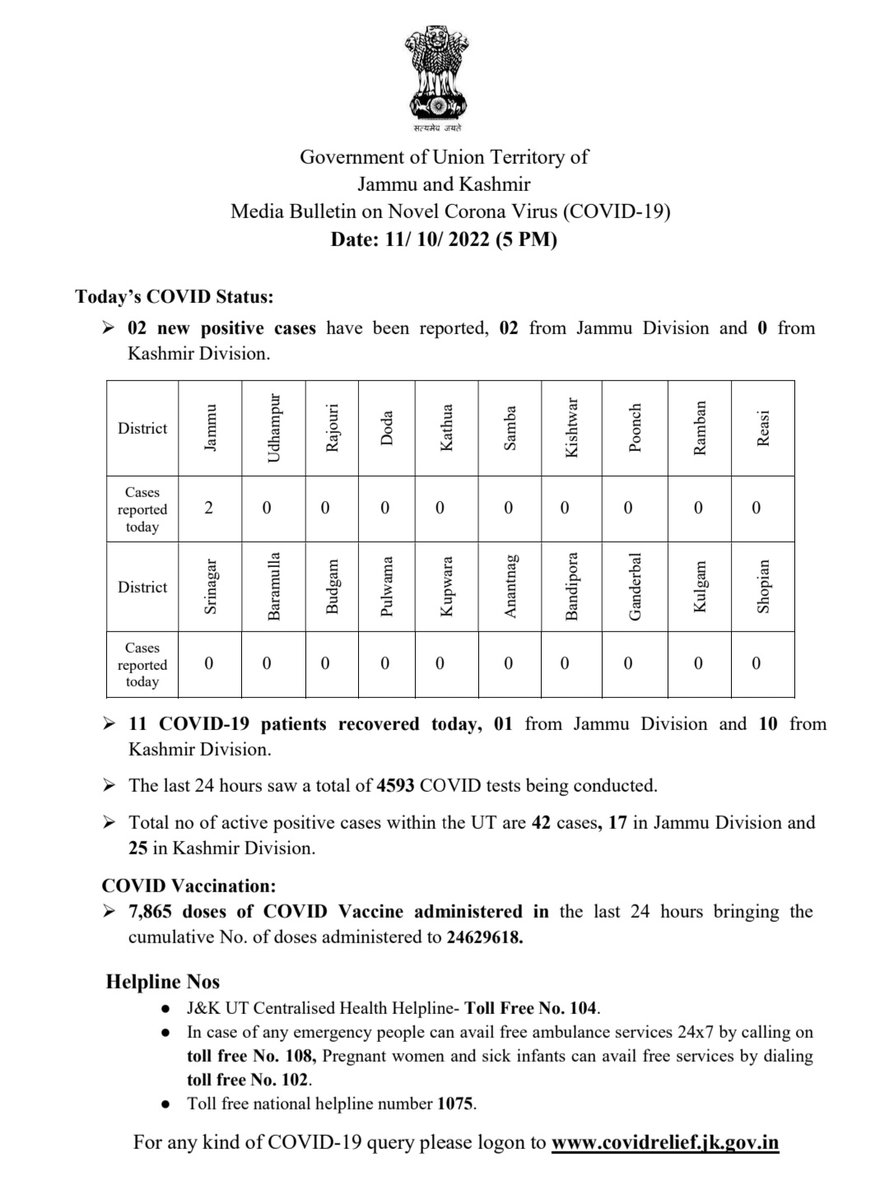 सत्यमेव जयते
Government of Union Territory of
Jammu and Kashmir
Media Bulletin on Novel Corona Virus (COVID-19)
Date: 11/ 10/ 2022 (5 PM)
Today’s COVID Status:
➢ 02 new positive cases have been reported, 02 from Jammu Division and 0 from
Kashmir Division.
District Jammu Udhampur Rajouri Doda Kathua Samba Kishtwar Poonch Ramban Reasi
Cases
reported
today 2 0 0 0 0 0 0 0 0 0
District Srinagar Baramulla Budgam Pulwama Kupwara Anantnag Bandipora Ganderbal Kulgam Shopian
Cases
reported
today 0 0 0 0 0 0 0 0 0 0
➢ 11 COVID-19 patients recovered today, 01 from Jammu Division and 10 from
Kashmir Division.
➢ The last 24 hours saw a total of 4593 COVID tests being conducted.
➢ Total no of active positive cases within the UT are 42 cases, 17 in Jammu Division and
25 in Kashmir Division.
COVID Vaccination:
➢ 7,865 doses of COVID Vaccine administered in the last 24 hours bringing the
cumulative No. of doses administered to 24629618.
Helpline Nos
● J&K UT Centralised Health Helpline- Toll Free No. 104.
● In case of any emergency people can avail free ambulance services 24x7 by calling on
toll free No. 108, Pregnant women and sick infants can avail free services by dialing
toll free No. 102.
● Toll free national helpline number 1075.
For any kind of COVID-19 query please logon to www.covidrelief.jk.gov.in